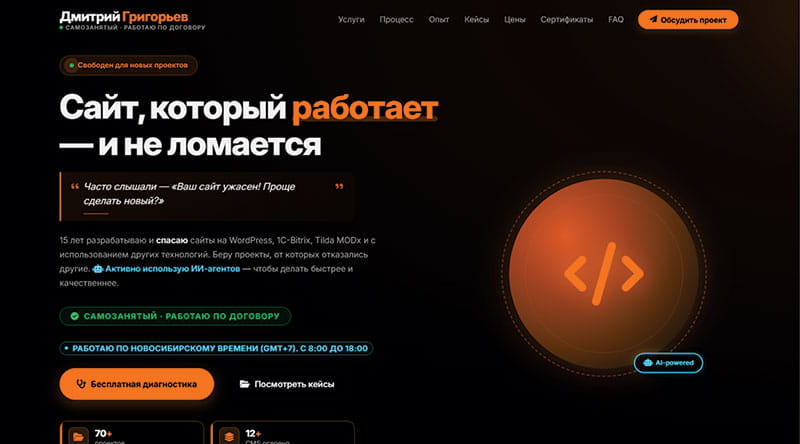 Дмитрий Григорьев
САМОЗАНЯТЫЙ · РАБОТАЮ ПО ДОГОВОРУ
Услуги Процесс Опыт Кейсы Цены Сертификаты FAQ Обсудить проект
Свободен для новых проектов
Сайт, который работает
— и не ломается
“ Часто слышали — «Ваш сайт ужасен! Проще ”
сделать новый?»
15 лет разрабатываю и спасаю сайты на WordPress, 1С-Bitrix, Tilda MODx и с
использованием других технологий. Беру проекты, от которых отказались
другие. Активно использую ИИ-агентов — чтобы делать быстрее и
качественнее.
САМОЗАНЯТЫЙ · РАБОТАЮ ПО ДОГОВОРУ
• РАБОТАЮ ПО НОВОСИБИРСКОМУ ВРЕМЕНИ (GMT+7). С 8:00 ДО 18:00
</>
AI-powered
Бесплатная диагностика Посмотреть кейсы
70+ 12+